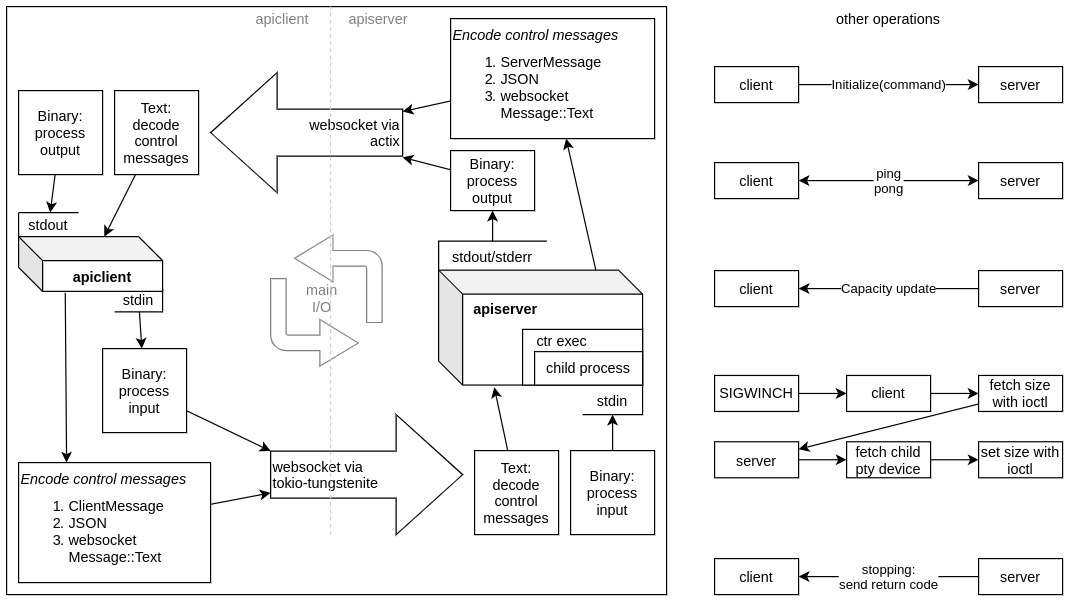 apiclient
apiserver
Encode control messages
1. ServerMessage
2. JSON
3. websocket
Message::Text
Binary:
process
output
Text:
decode
control
messages
websocket via
actix
Binary:
process
output
stdout
apiclient
stdin
stdout/stderr
apiserver
ctr exec
child process
stdin
main
I/O
Binary:
process
input
websocket via
tokio-tungstenite
Encode control messages
1. ClientMessage
2. JSON
3. websocket
Message::Text
Text:
decode
control
messages
Binary:
process
input
other operations
client
Initialize(command)
server
client
ping
pong
server
client
Capacity update
server
SIGWINCH
client
fetch size
with ioctl
server
fetch child
pty device
set size with
ioctl
client
stopping:
send return code
server